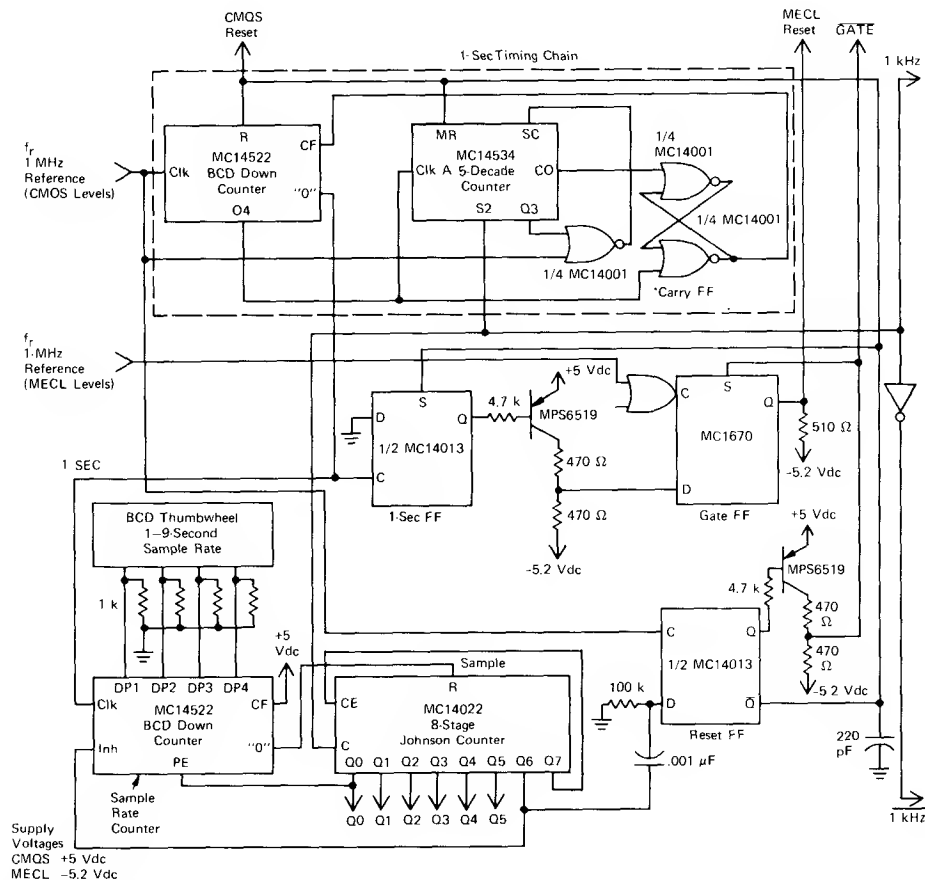 CMQS
Reset
MECL
Reset
GATE
1-Sec Timing Chain
1 kHz
R
CF
MC14522
BCD Down
Counter
Clk
"0"
O4
MR
SC
MC14534
5-Decade
Counter
Clk A
CO
S2
Q3
1/4
MC14001
1/4 MC14001
1/4 MC14001
*Carry FF
fr
1 MHz
Reference
(CMOS Levels)
fr
1-MHz
Reference
(MECL Levels)
S
D
Q
1/2 MC14013
C
1-Sec FF
4.7 k
+5 Vdc
MPS6519
470 Ω
470 Ω
-5.2 Vdc
S
C
Q
MC1670
D
Gate FF
510 Ω
-5.2 Vdc
1 SEC
BCD Thumbwheel
1–9-Second
Sample Rate
1 k
+5
Vdc
DP1 DP2 DP3 DP4
Clk
CF
MC14522
BCD Down
Counter
Inh
"0"
PE
Sample
Rate
Counter
Sample
R
CE
MC14022
8-Stage
Johnson Counter
C
Q0 Q1 Q2 Q3 Q4 Q5 Q6 Q7
Q0 Q1 Q2 Q3 Q4 Q5
100 k
.001 μF
C
Q
1/2 MC14013
D
Q
Reset FF
4.7 k
+5 Vdc
MPS6519
470
Ω
470
Ω
-5 2 Vdc
220
pF
1 kHz
Supply
Voltages
CMQS +5 Vdc
MECL -5.2 Vdc